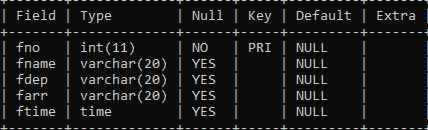 | Field | Type | Null | Key | Default | Extra |
| fno | int(11) | NO | PRI | NULL | |
| fname | varchar(20) | YES | | NULL | |
| fdep | varchar(20) | YES | | NULL | |
| farr | varchar(20) | YES | | NULL | |
| ftime | time | YES | | NULL | |